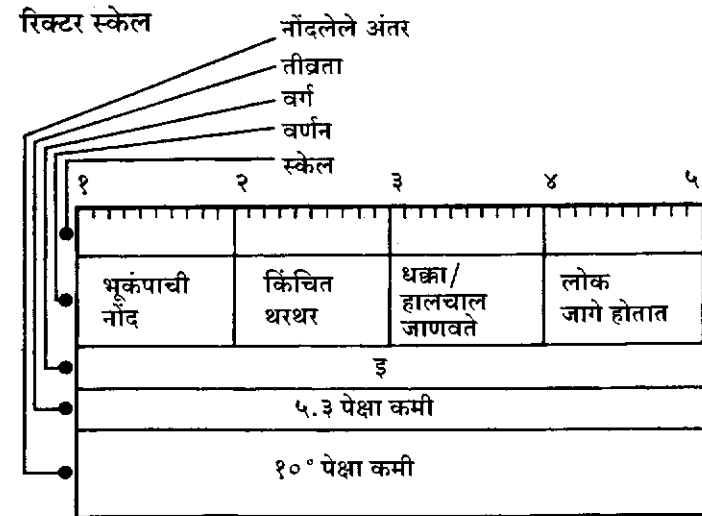 रिक्टर स्केल
नोंदलेले अंतर
तीव्रता
वर्ग
वर्णन
स्केल
१ २ ३ ४ ५
भूकंपाची
नोंद
किंचित
थरथर
धक्का/
हालचाल
जाणवते
लोक
जागे होतात
इ
५.३ पेक्षा कमी
१०° पेक्षा कमी